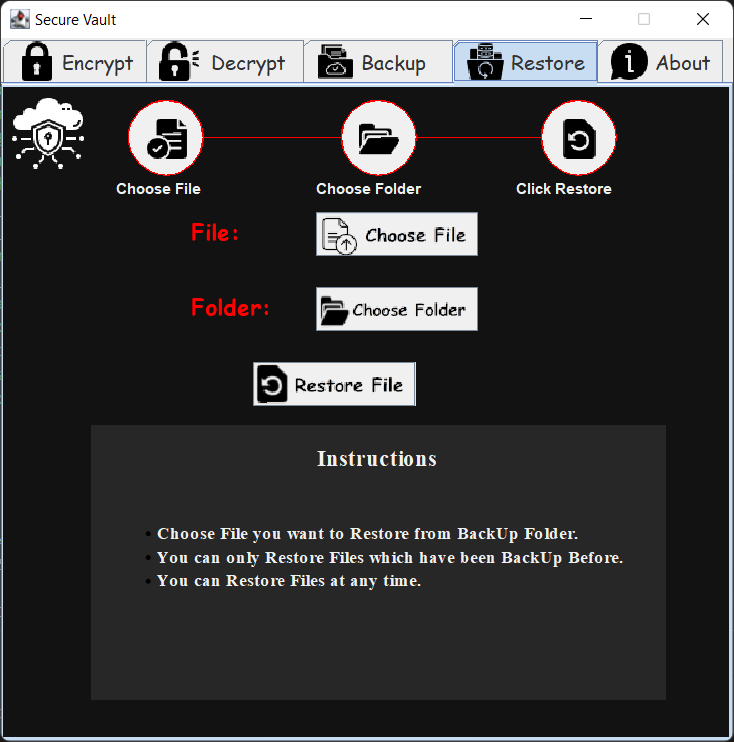 Secure Vault
Encrypt Decrypt Backup Restore About
Choose File Choose Folder Click Restore
File: Choose File
Folder: Choose Folder
Restore File
Instructions
• Choose File you want to Restore from BackUp Folder.
• You can only Restore Files which have been BackUp Before.
• You can Restore Files at any time.